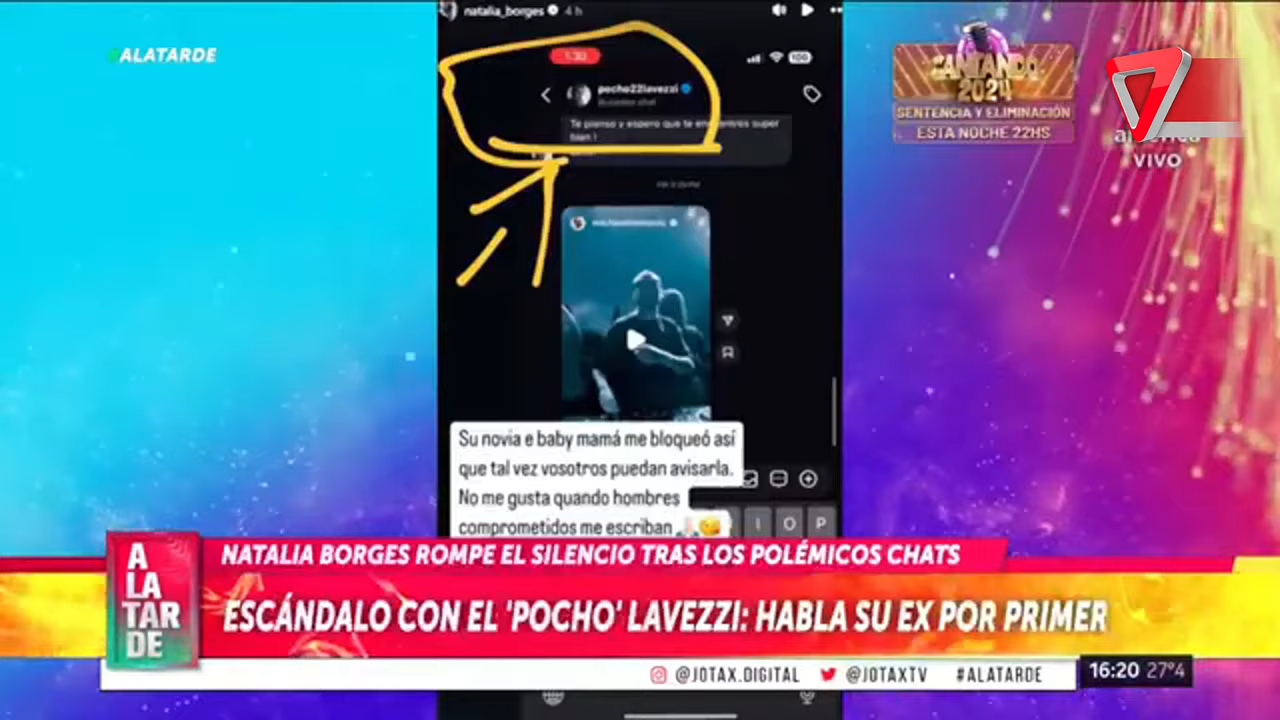 #ALATARDE
natalia_borges 4 h
1:30
100
pocho22lavezzi
Te pienso y espero que te encuentres super
bien !
CANTANDO
2024
SENTENCIA Y ELIMINACIÓN
ESTA NOCHE 22HS
VIVO
Su novia e baby mamá me bloqueó así
que tal vez vosotros puedan avisarla.
No me gusta quando hombres
comprometidos me escriban
I O P
A
LA
TAR
DE
NATALIA BORGES ROMPE EL SILENCIO TRAS LOS POLÉMICOS CHATS
ESCÁNDALO CON EL 'POCHO' LAVEZZI: HABLA SU EX POR PRIMER
@JOTAX.DIGITAL @JOTAXTV #ALATARDE
16:20 27°4